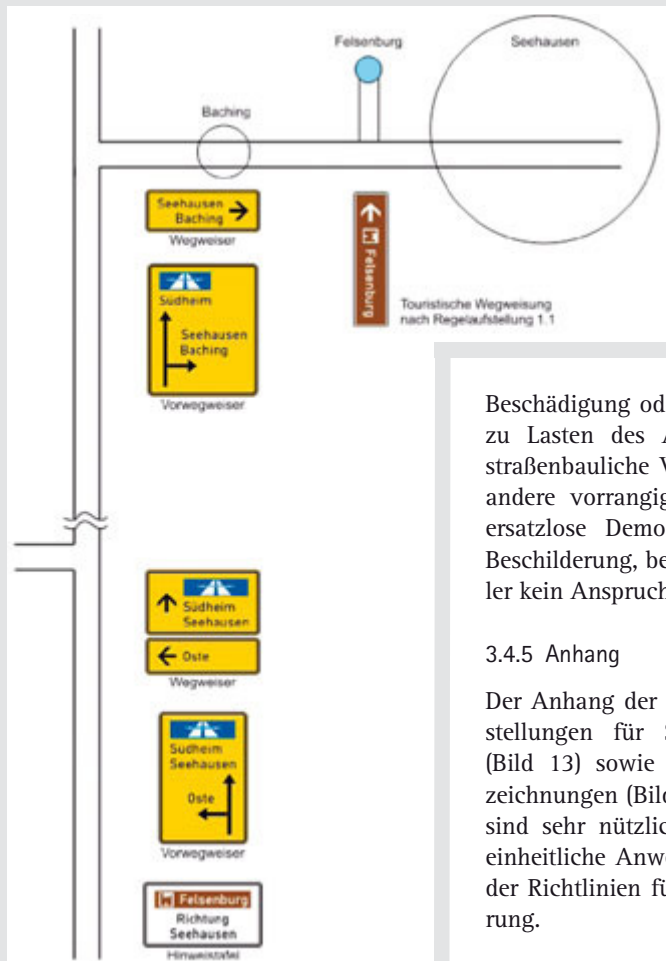 Felsenburg
Seehausen
Baching
Seehausen
Baching
Wegweiser
Südheim
Seehausen
Baching
Vorwegweiser
Felsenburg
Touristische Wegweisung
nach Regelaufstellung 1.1
Südheim
Seehausen
Oste
Wegweiser
Südheim
Seehausen
Oste
Vorwegweiser
Felsenburg
Richtung
Seehausen
Hinweistafel
Beschädigung od
zu Lasten des A
straßenbauliche V
andere vorrangig
ersatzlose Demo
Beschilderung, be
ler kein Anspruch
3.4.5 Anhang
Der Anhang der
stellungen für S
(Bild 13) sowie
zeichnungen (Bild
sind sehr nützlic
einheitliche Anwe
der Richtlinien fü
rung.